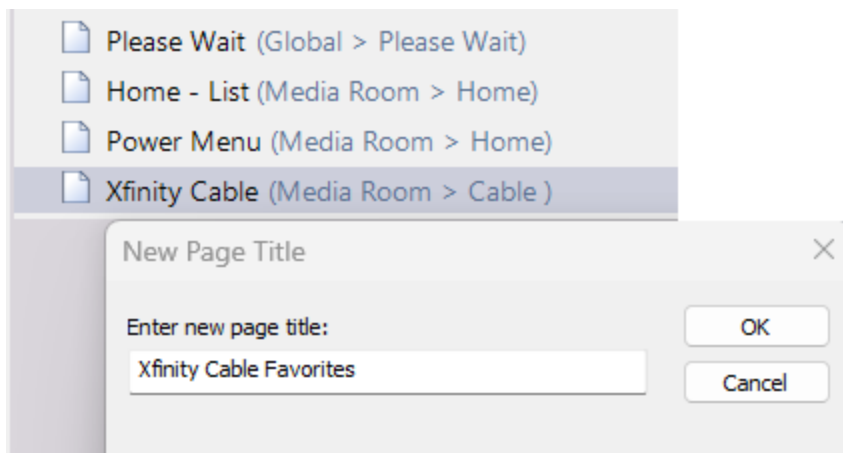 Please Wait (Global > Please Wait)
Home - List (Media Room > Home)
Power Menu (Media Room > Home)
Xfinity Cable (Media Room > Cable )
New Page Title
Enter new page title:
OK
Xfinity Cable Favorites
Cancel